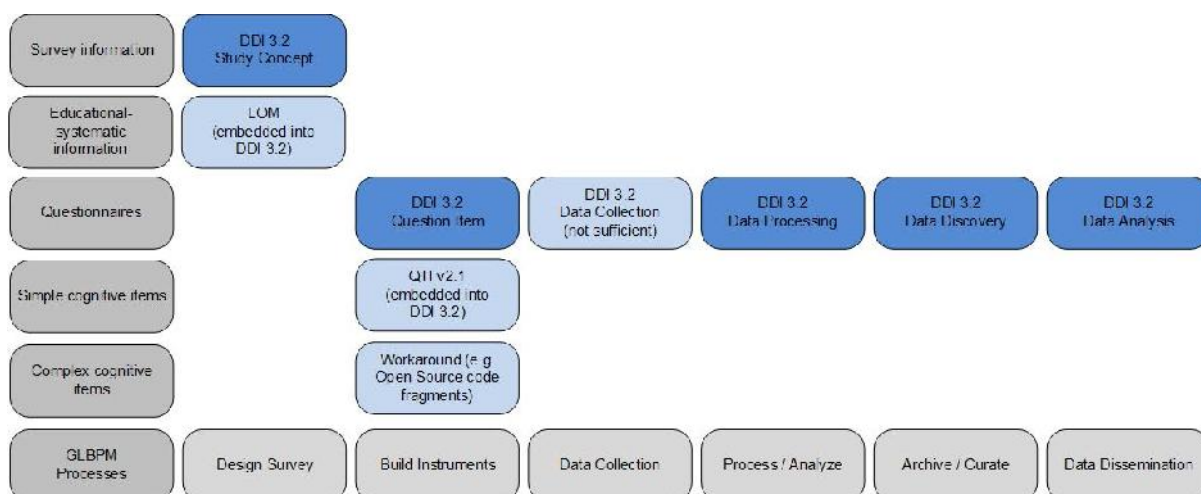 Survey information
DDI 3.2
Study Concept
Educational-
systematic
information
LOM
(embedded into
DDI 3.2)
Questionnaires
DDI 3.2
Question Item
DDI 3.2
Data Collection
(not sufficient)
DDI 3.2
Data Processing
DDI 3.2
Data Discovery
DDI 3.2
Data Analysis
Simple cognitive items
QTI v2.1
(embedded into
DDI 3.2)
Complex cognitive
items
Workaround (e.g
Open Source code
fragments)
GLBPM
Processes
Design Survey
Build Instruments
Data Collection
Process / Analyze
Archive / Curate
Data Dissemination